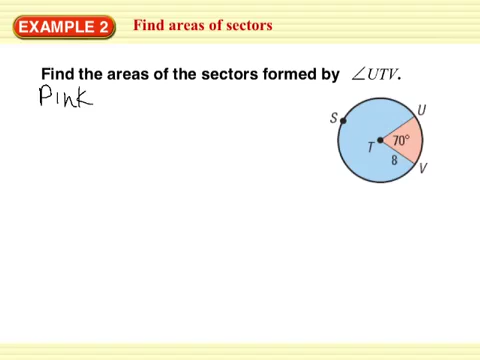 EXAMPLE 2 Find areas of sectors
Find the areas of the sectors formed by ∠UTV.
Pink
S
U
T
70°
8
V